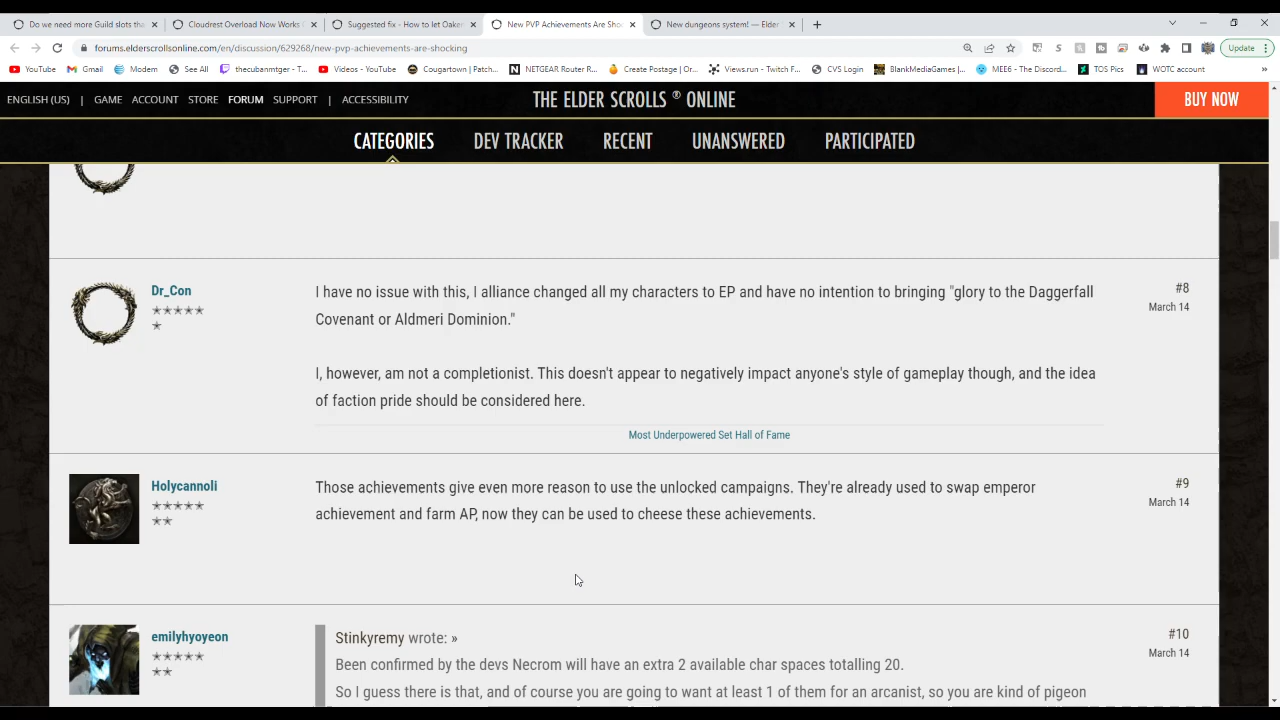 Do we need more Guild slots tha
Cloudrest Overload Now Works
Suggested fix - How to let Oaken
New PVP Achievements Are Shoc
New dungeons system! — Elder
forums.elderscrollsonline.com/en/discussion/629268/new-pvp-achievements-are-shocking
Update
YouTube
Gmail
Modem
See All
thecubanmtger - T...
Videos - YouTube
Cougartown | Patch...
NETGEAR Router R...
Create Postage | Or...
Views.run - Twitch F...
CVS Login
BlankMediaGames |...
MEE6 - The Discord...
TOS Pics
WOTC account
ENGLISH (US) | GAME ACCOUNT STORE FORUM SUPPORT | ACCESSIBILITY
THE ELDER SCROLLS ® ONLINE
BUY NOW
CATEGORIES DEV TRACKER RECENT UNANSWERED PARTICIPATED
Dr_Con
I have no issue with this, I alliance changed all my characters to EP and have no intention to bringing "glory to the Daggerfall
Covenant or Aldmeri Dominion."
#8
March 14
I, however, am not a completionist. This doesn't appear to negatively impact anyone's style of gameplay though, and the idea
of faction pride should be considered here.
Most Underpowered Set Hall of Fame
Holycannoli
Those achievements give even more reason to use the unlocked campaigns. They're already used to swap emperor
achievement and farm AP, now they can be used to cheese these achievements.
#9
March 14
emilyhyoyeon
Stinkyremy wrote: »
#10
March 14
Been confirmed by the devs Necrom will have an extra 2 available char spaces totalling 20.
So I guess there is that, and of course you are going to want at least 1 of them for an arcanist, so you are kind of pigeon